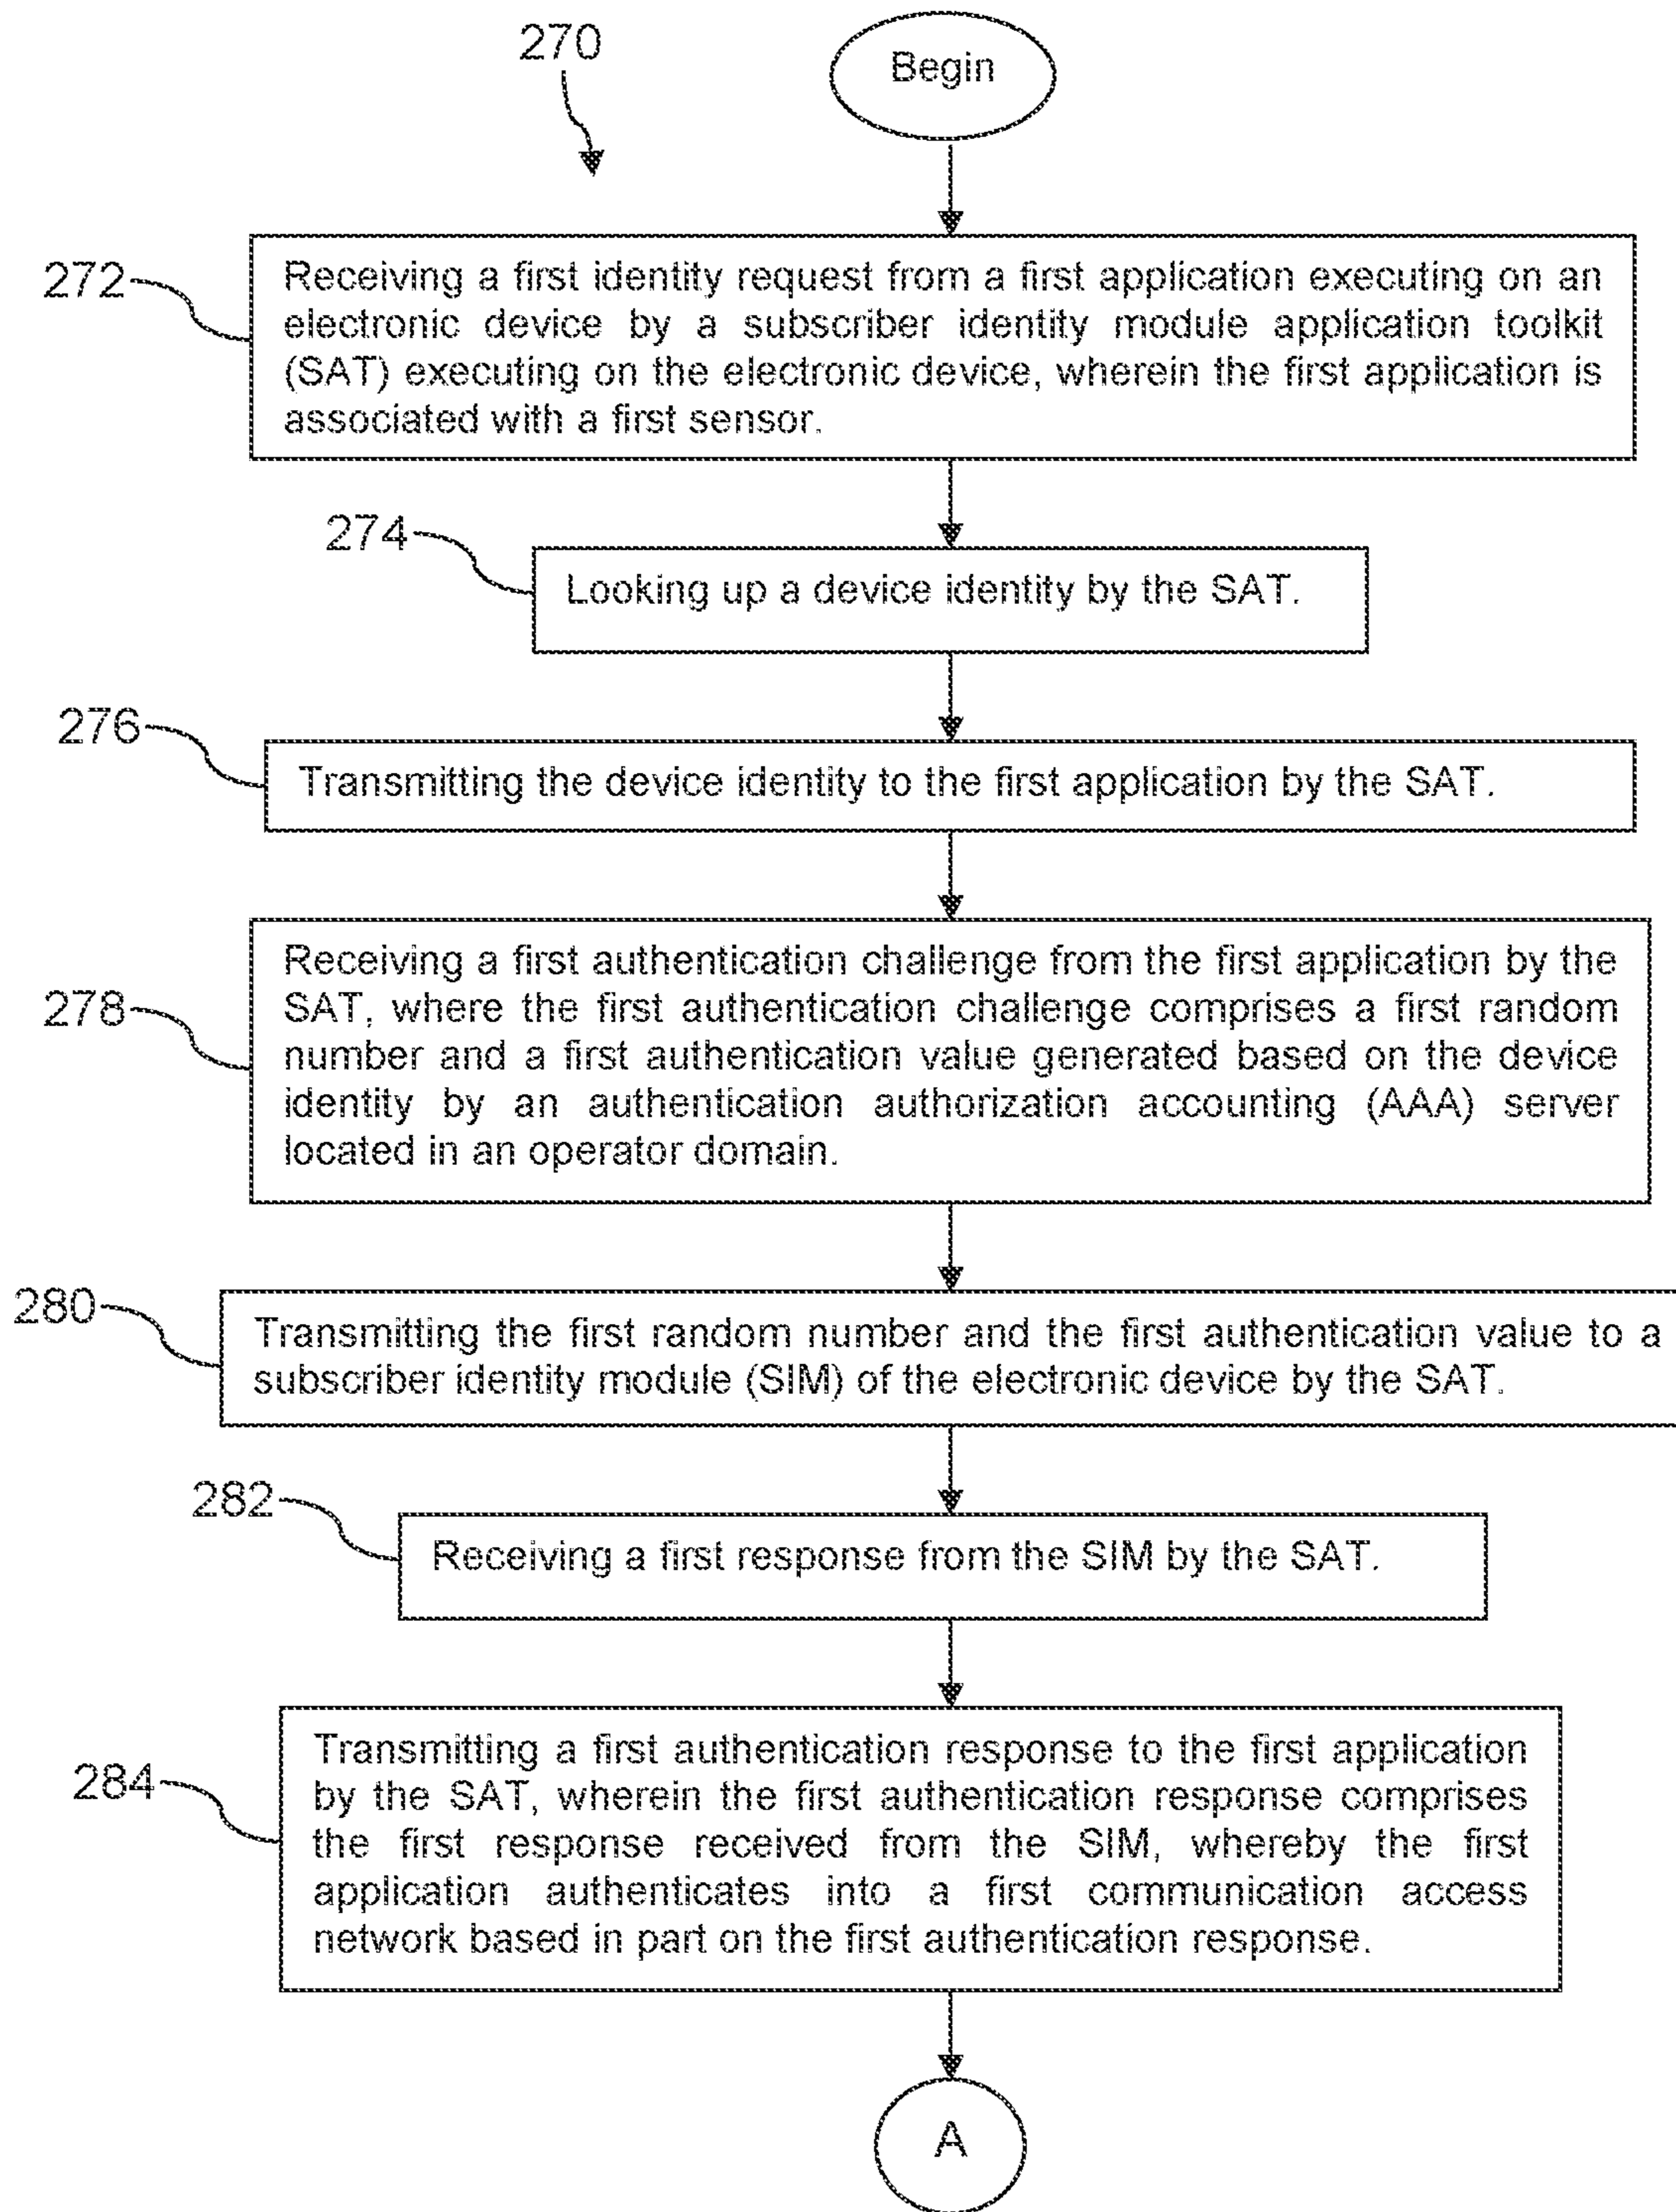 270
Begin
272
Receiving a first identity request from a first application executing on an
electronic device by a subscriber identity module application toolkit
(SAT) executing on the electronic device, wherein the first application is
associated with a first sensor.
274
Looking up a device identity by the SAT.
276
Transmitting the device identity to the first application by the SAT.
278
Receiving a first authentication challenge from the first application by the
SAT, where the first authentication challenge comprises a first random
number and a first authentication value generated based on the device
identity by an authentication authorization accounting (AAA) server
located in an operator domain.
280
Transmitting the first random number and the first authentication value to a
subscriber identity module (SIM) of the electronic device by the SAT.
282
Receiving a first response from the SIM by the SAT.
284
Transmitting a first authentication response to the first application
by the SAT, wherein the first authentication response comprises
the first response received from the SIM, whereby the first
application authenticates into a first communication access
network based in part on the first authentication response.
A